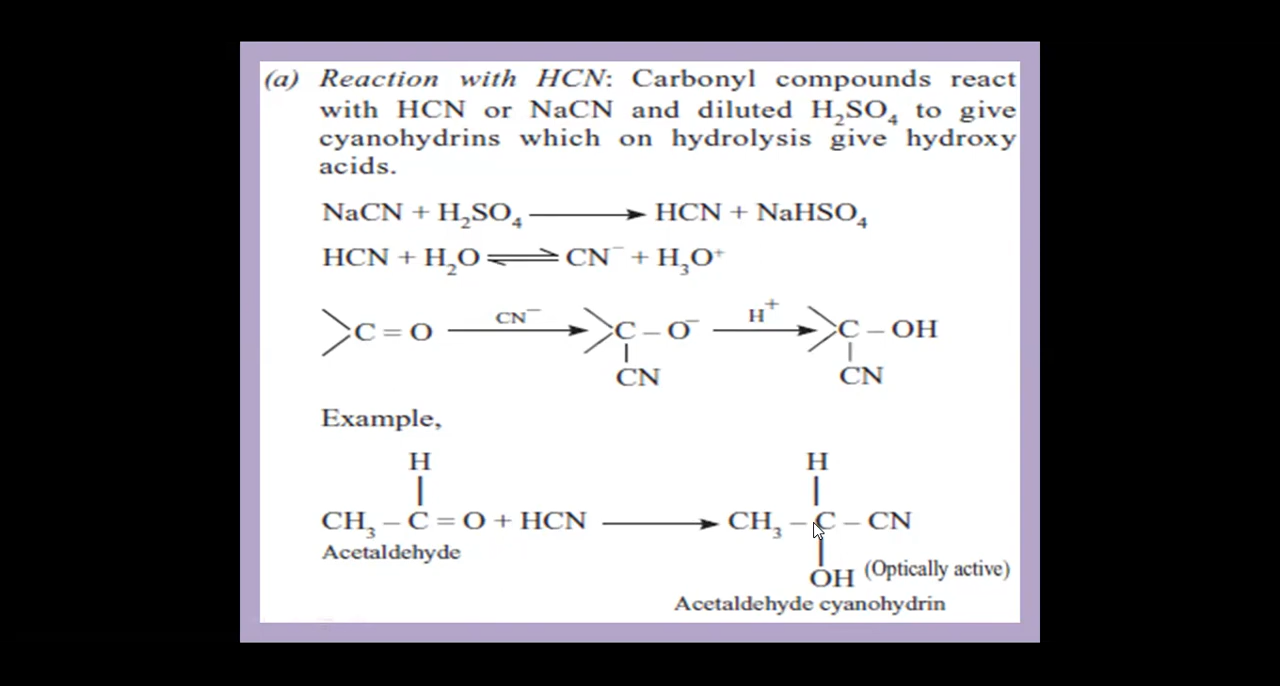 (a) Reaction with HCN: Carbonyl compounds react
with HCN or NaCN and diluted H₂SO₄ to give
cyanohydrins which on hydrolysis give hydroxy
acids.
NaCN + H₂SO₄ ⟶ HCN + NaHSO₄
HCN + H₂O ⇌ CN⁻ + H₃O⁺
CN⁻ H⁺
C = O ⟶ C – O⁻ ⟶ C – OH
CN CN
Example,
H H
CH₃ – C = O + HCN ⟶ CH₃ – C – CN
Acetaldehyde
OH (Optically active)
Acetaldehyde cyanohydrin